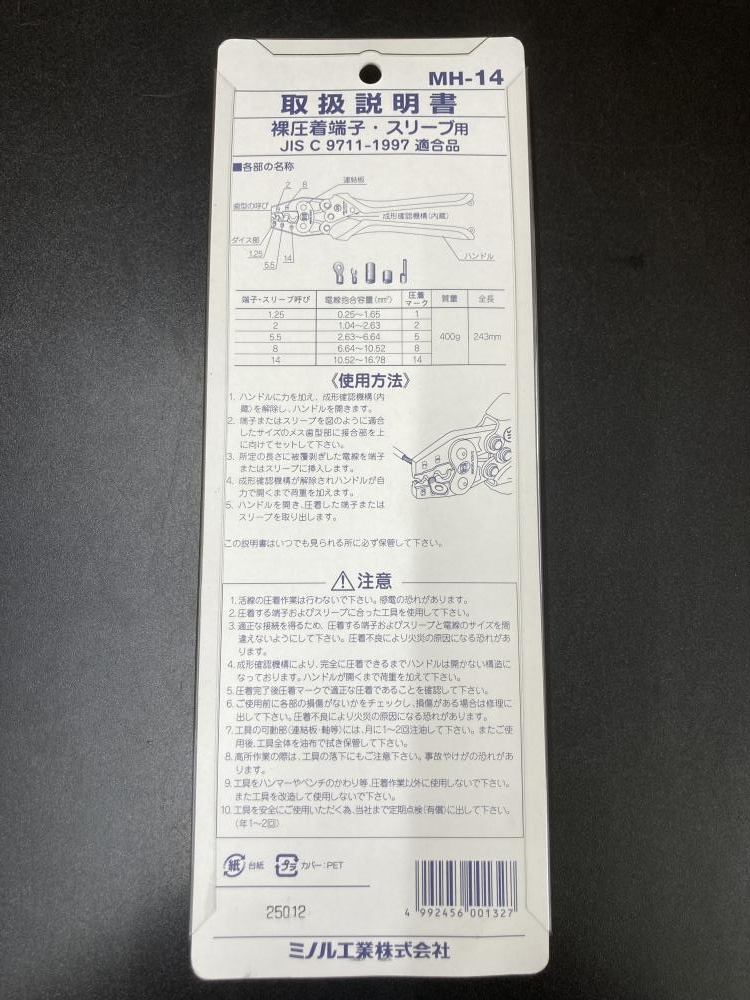 MH-14
取扱説明書
裸圧着端子・スリーブ用
JIS C 9711-1997 適合品
■各部の名称
2 8 連結板
歯型の呼び
成形確認機構(内蔵)
ダイス部
1.25
5.5
14
ハンドル
端子・スリーブ呼び 電線抱合容量(mm²) 圧着マーク 質量 全長
1.25 0.25〜1.65 1
2 1.04〜2.63 2
5.5 2.63〜6.64 5 400g 243mm
8 6.64〜10.52 8
14 10.52〜16.78 14
《使用方法》
1. ハンドルに力を加え、成形確認機構(内
蔵)を解除し、ハンドルを開きます。
2. 端子またはスリーブを図のように適合
したサイズのメス歯型部に接合部を上
に向けてセットして下さい。
3. 所定の長さに被覆剥ぎした電線を端子
またはスリーブに挿入します。
4. 成形確認機構が解除されハンドルが自
力で開くまで荷重を加えます。
5. ハンドルを開き、圧着した端子または
スリーブを取り出します。
この説明書はいつでも見られる所に必ず保管して下さい。
注意
1. 活線の圧着作業は行わないで下さい。感電の恐れがあります。
2. 圧着する端子およびスリーブに合った工具を使用して下さい。
3. 適正な接続を得るため、圧着する端子およびスリーブと電線のサイズを間
違えないようにして下さい。圧着不良により火災の原因になる恐れがあ
ります。
4. 成形確認機構により、完全に圧着できるまでハンドルは開かない構造に
なっております。ハンドルが開くまで荷重を加えて下さい。
5. 圧着完了後圧着マークで適正な圧着であることを確認して下さい。
6. ご使用前に各部の損傷がないかをチェックし、損傷がある場合は修理に
出して下さい。圧着不良により火災の原因になる恐れがあります。
7. 工具の可動部(連結板・軸等)には、月に1〜2回注油して下さい。またご使
用後、工具全体を油布で拭き保管して下さい。
8. 高所作業の際は、工具の落下にもご注意下さい。事故やけがの恐れがあ
ります。
9. 工具をハンマーやペンチのかわり等、圧着作業以外に使用しないで下さい。
また工具を改造して使用しないで下さい。
10. 工具を安全にご使用いただく為、当社まで定期点検(有償)に出して下さい。
(年1〜2回)
紙 台紙 プラ カバー:PET
25012
4 992456 001327
ミノル工業株式会社